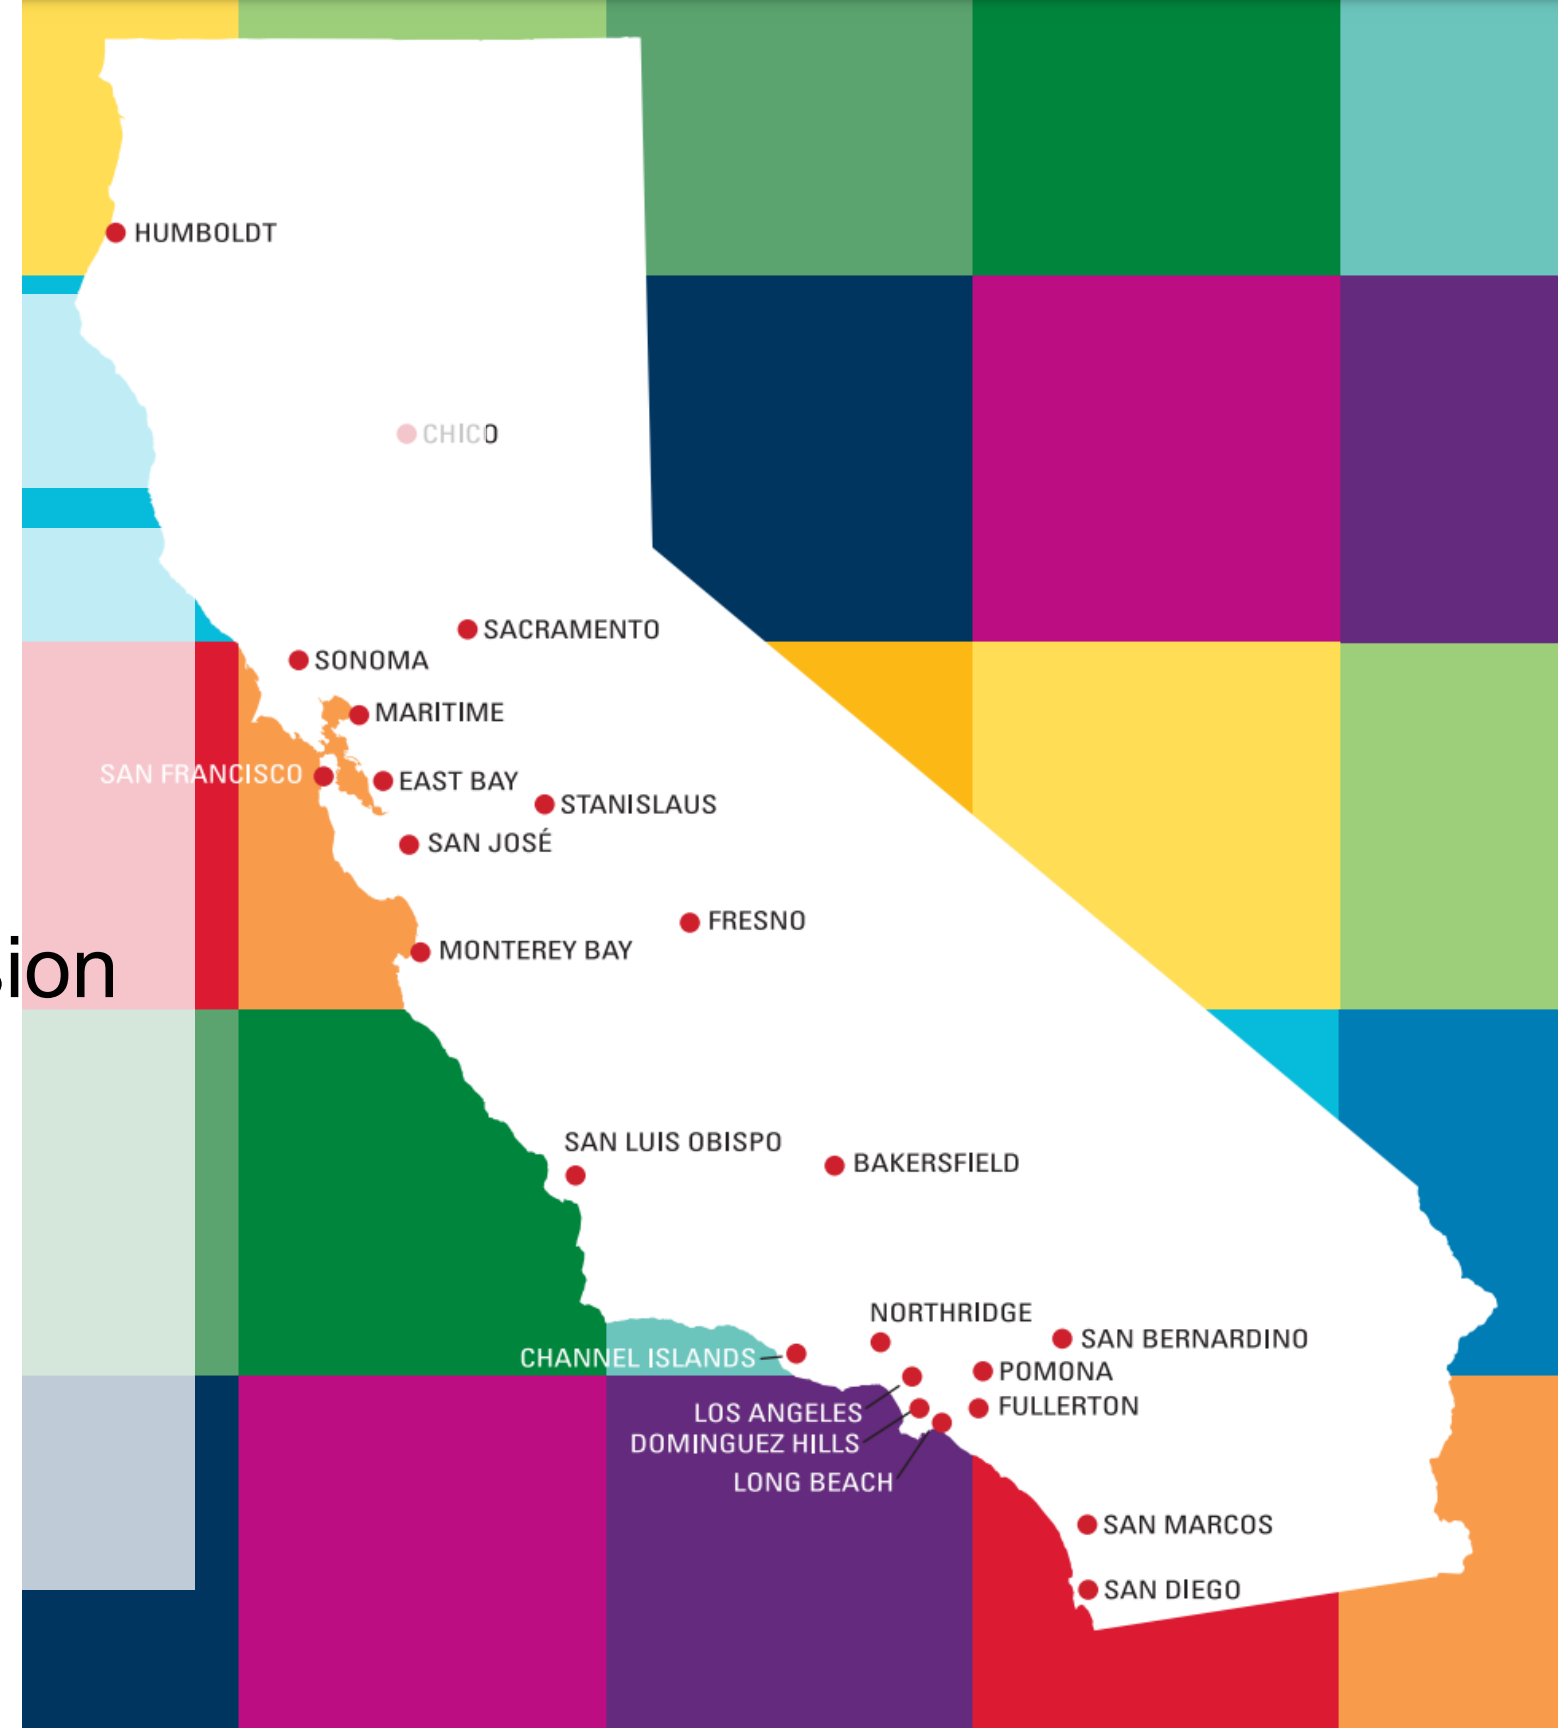 HUMBOLDT
CHICO
SACRAMENTO
SONOMA
MARITIME
SAN FRANCISCO
EAST BAY
STANISLAUS
SAN JOSÉ
FRESNO
MONTEREY BAY
ion
SAN LUIS OBISPO
BAKERSFIELD
NORTHRIDGE
SAN BERNARDINO
CHANNEL ISLANDS
POMONA
LOS ANGELES
FULLERTON
DOMINGUEZ HILLS
LONG BEACH
SAN MARCOS
SAN DIEGO